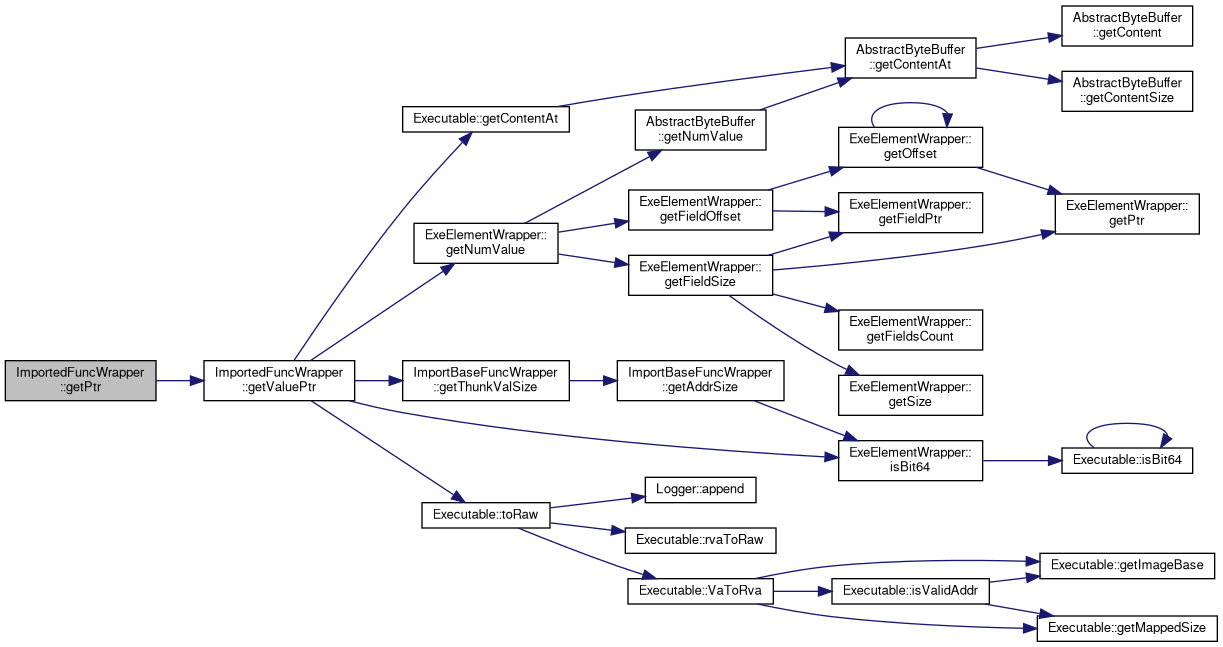 AbstractByteBuffer
::getContent
AbstractByteBuffer
::getContentAt
AbstractByteBuffer
::getContentSize
Executable::getContentAt
AbstractByteBuffer
::getNumValue
ExeElementWrapper::
getOffset
ExeElementWrapper::
getFieldOffset
ExeElementWrapper::
getFieldPtr
ExeElementWrapper::
getPtr
ExeElementWrapper::
getNumValue
ExeElementWrapper::
getFieldSize
ExeElementWrapper::
getFieldsCount
ImportedFuncWrapper
::getPtr
ImportedFuncWrapper
::getValuePtr
ImportBaseFuncWrapper
::getThunkValSize
ImportBaseFuncWrapper
::getAddrSize
ExeElementWrapper::
getSize
ExeElementWrapper::
isBit64
Executable::isBit64
Logger::append
Executable::toRaw
Executable::rvaToRaw
Executable::VaToRva
Executable::isValidAddr
Executable::getImageBase
Executable::getMappedSize